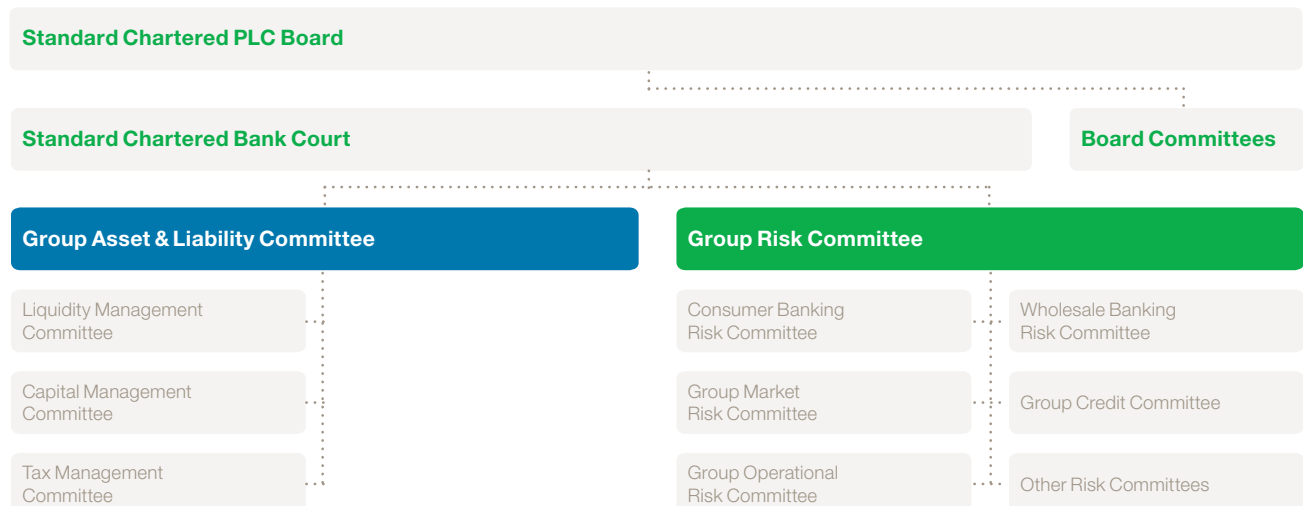 Standard Chartered PLC Board
Standard Chartered Bank Court
Board Committees
Group Asset & Liability Committee
Group Risk Committee
Liquidity Management
Committee
Consumer Banking
Risk Committee
Wholesale Banking
Risk Committee
Capital Management
Committee
Group Market
Risk Committee
Group Credit Committee
Tax Management
Committee
Group Operational
Risk Committee
Other Risk Committees